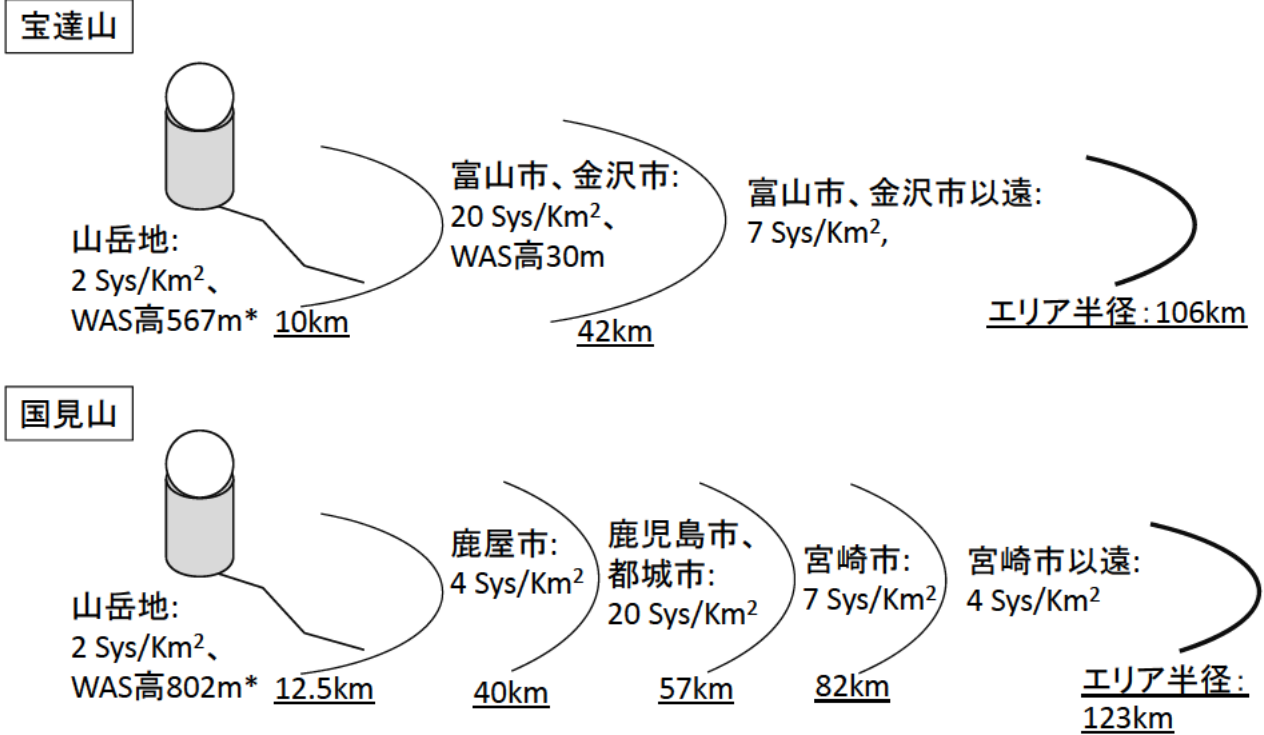 宝達山
山岳地:
2 Sys/Km²、
WAS高567m*
10km
富山市、金沢市:
20 Sys/Km²、
WAS高30m
42km
富山市、金沢市以遠:
7 Sys/Km²,
エリア半径：106km
国見山
山岳地:
2 Sys/Km²、
WAS高802m*
12.5km
鹿屋市:
4 Sys/Km²
40km
鹿児島市、
都城市:
20 Sys/Km²
57km
宮崎市:
7 Sys/Km²
82km
宮崎市以遠:
4 Sys/Km²
エリア半径：
123km